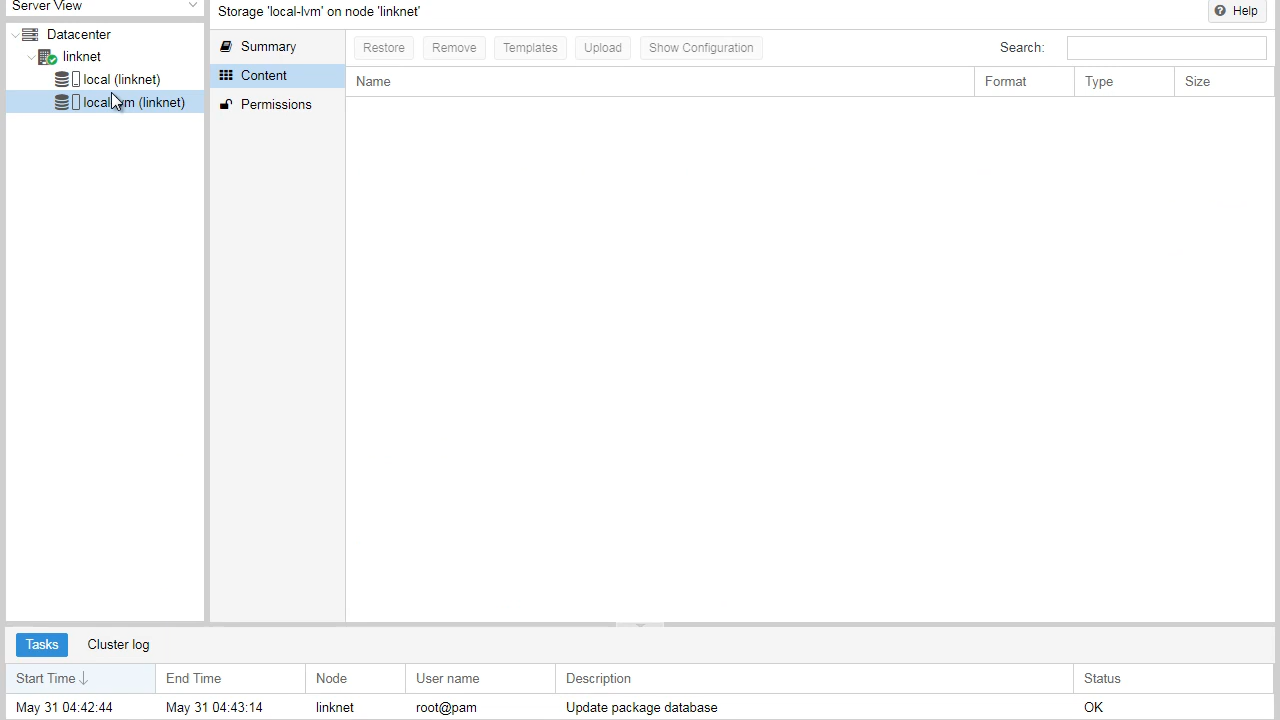 Server View
Storage 'local-lvm' on node 'linknet'
Help
Datacenter
linknet
local (linknet)
(linknet)
Summary
Content
Permissions
Restore
Remove
Templates
Upload
Show Configuration
Search:
Name
Format
Type
Size
Tasks
Cluster log
Start Time
End Time
Node
User name
Description
Status
May 31 04:42:44
May 31 04:43:14
linknet
root@pam
Update package database
OK